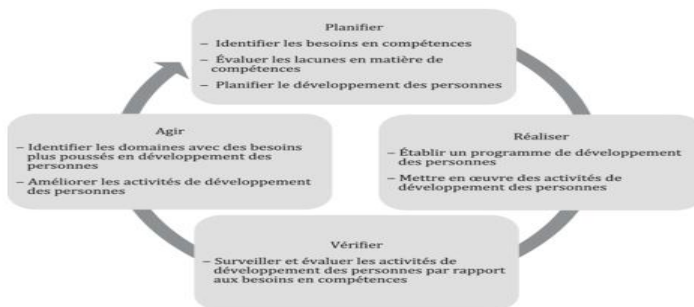 Planifier
– Identifier les besoins en compétences
– Évaluer les lacunes en matière de
compétences
– Planifier le développement des personnes
Réaliser
– Établir un programme de développement
des personnes
– Mettre en œuvre des activités de
développement des personnes
Vérifier
– Surveiller et évaluer les activités de
développement des personnes par rapport
aux besoins en compétences
Agir
– Identifier les domaines avec des besoins
plus poussés en développement des
personnes
– Améliorer les activités de développement
des personnes